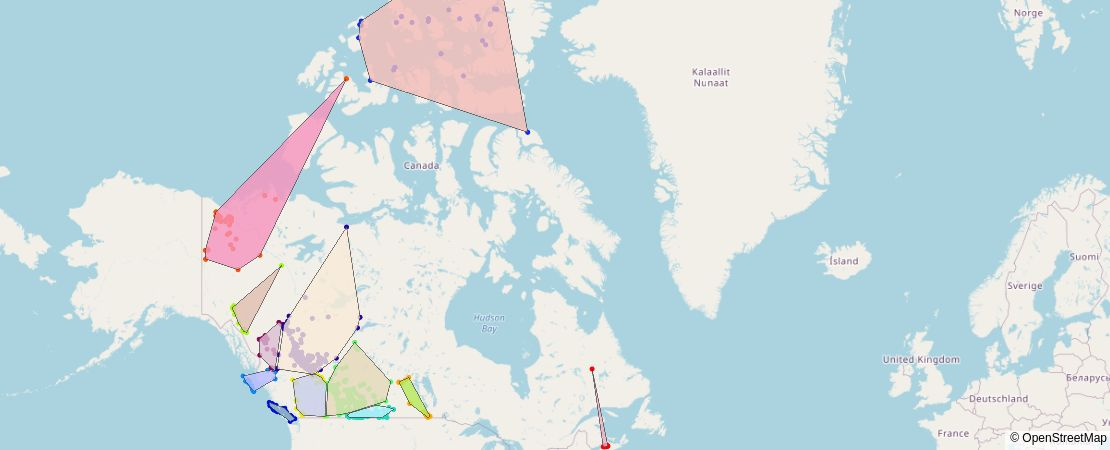 Norge
Kalaallit
Nunaat
Canada
Suomi
Ísland
Sverige
Hudson
Bay
United Kingdom
Беларусь
Deutschland
France
© OpenStreetMap